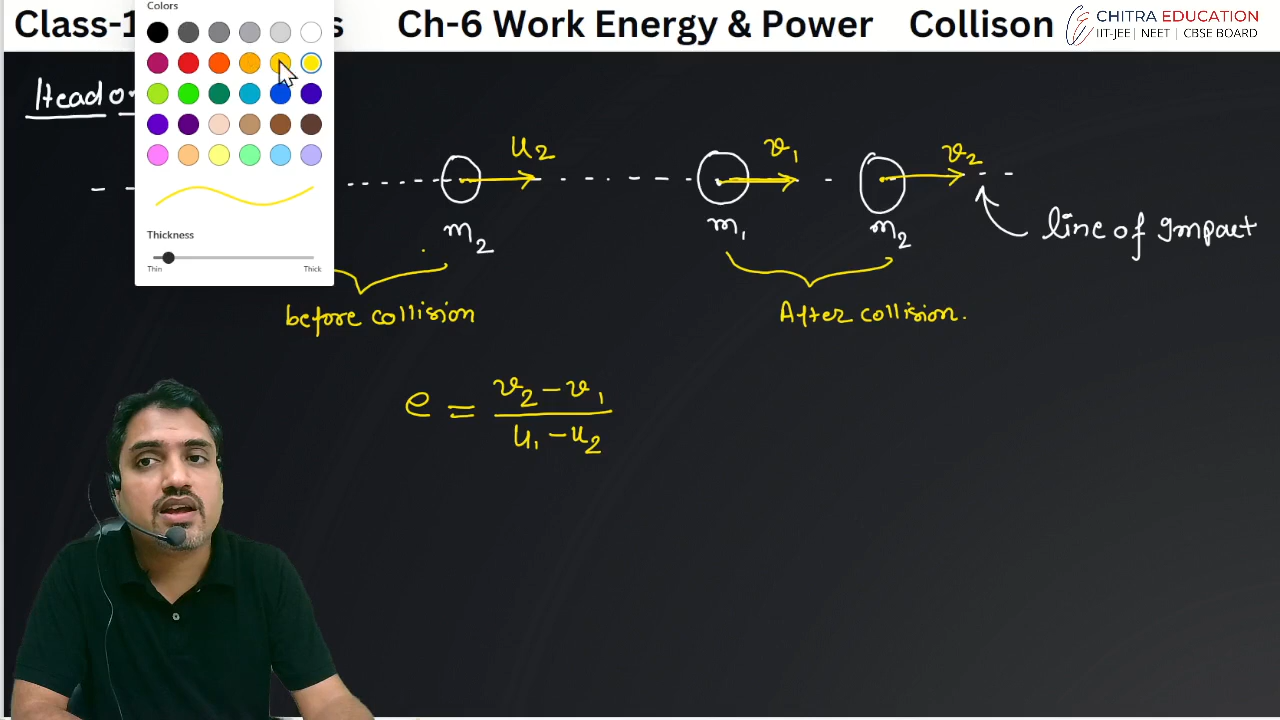 Colors
Class-1 s Ch-6 Work Energy & Power Collison
CHITRA EDUCATION
IIT-JEE | NEET | CBSE BOARD
Head o
u₂ v₁ v₂
m₂ m₁ m₂
line of Impact
Thickness
Thin Thick
before collision After collision.
e = (v₂ - v₁)/(u₁ - u₂)